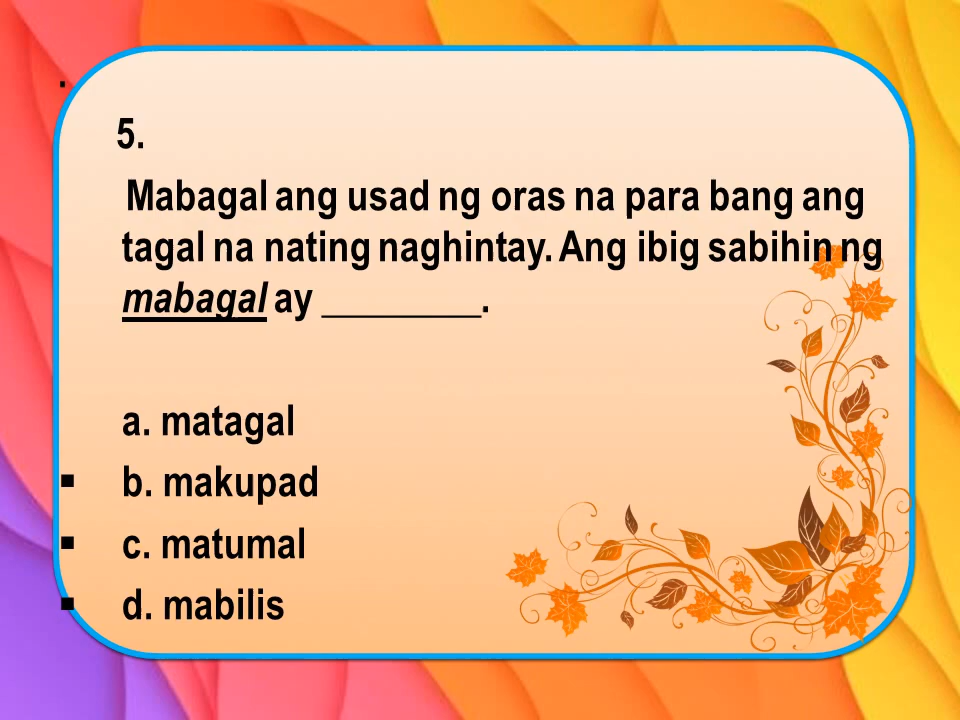 .
5.
Mabagal ang usad ng oras na para bang ang
tagal na nating naghintay. Ang ibig sabihin ng
mabagal ay _________.
a. matagal
▪ b. makupad
▪ c. matumal
▪ d. mabilis